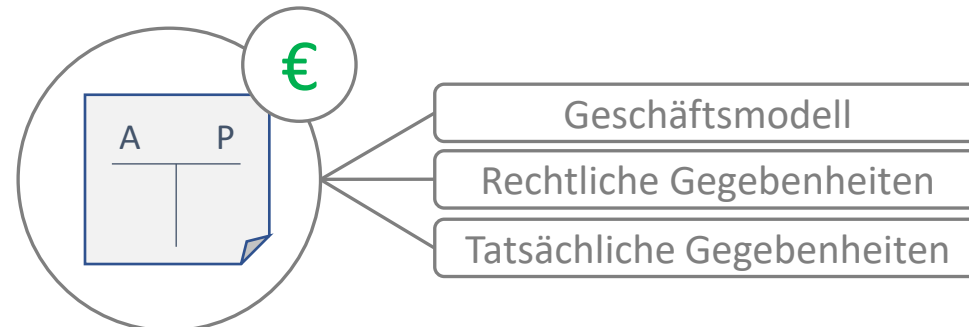 €
A P
Geschäftsmodell
Rechtliche Gegebenheiten
Tatsächliche Gegebenheiten